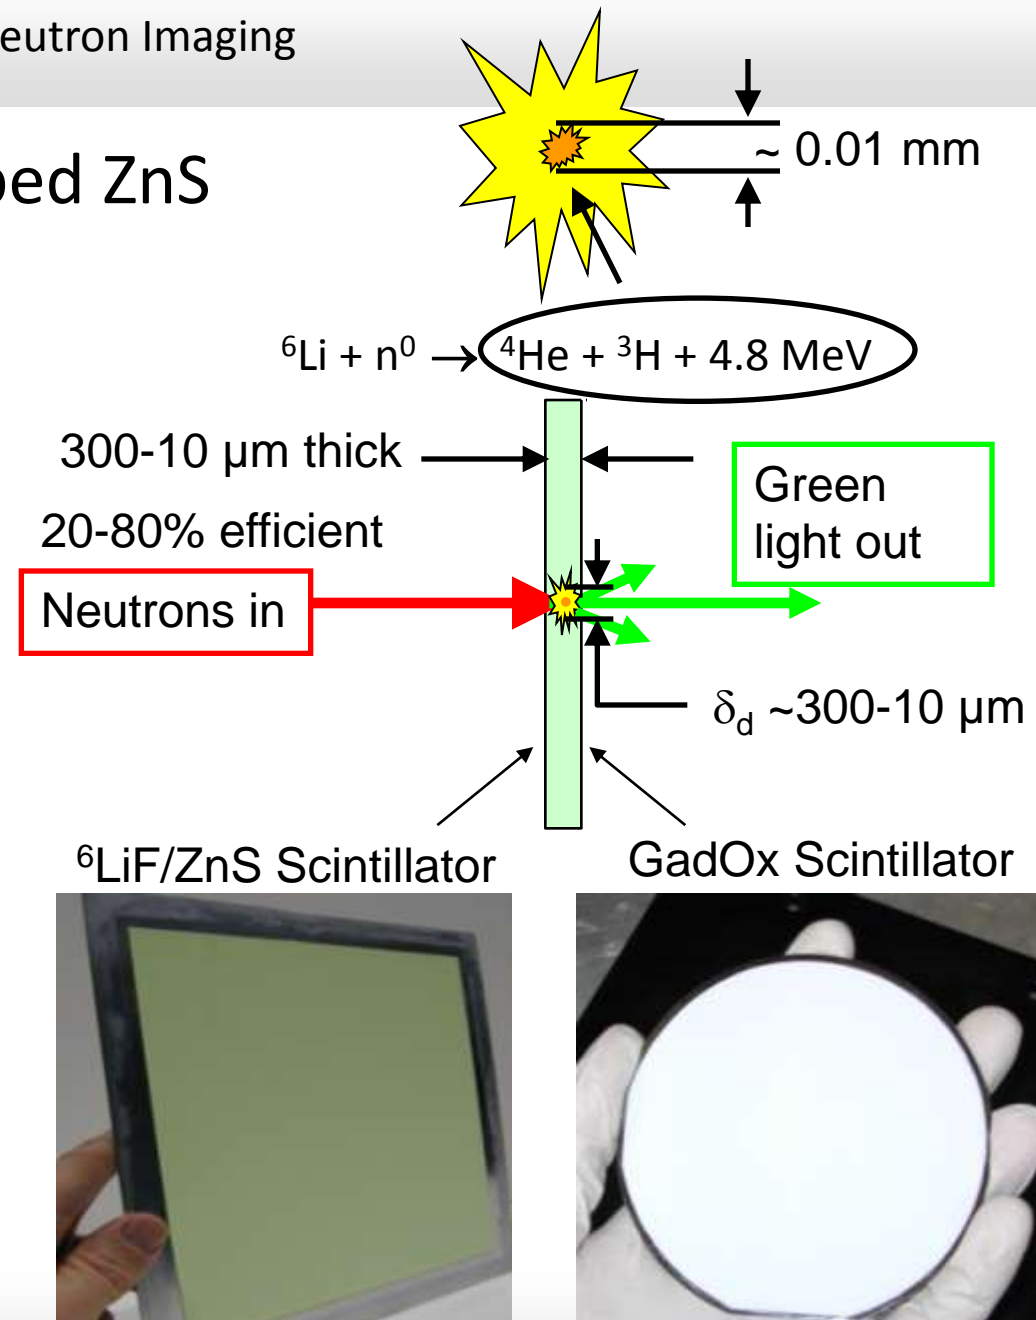 eutron Imaging
~ 0.01 mm
ped ZnS
⁶Li + n⁰ → ⁴He + ³H + 4.8 MeV
300-10 µm thick
20-80% efficient
Neutrons in
Green
light out
δ_d ~300-10 µm
⁶LiF/ZnS Scintillator
GadOx Scintillator